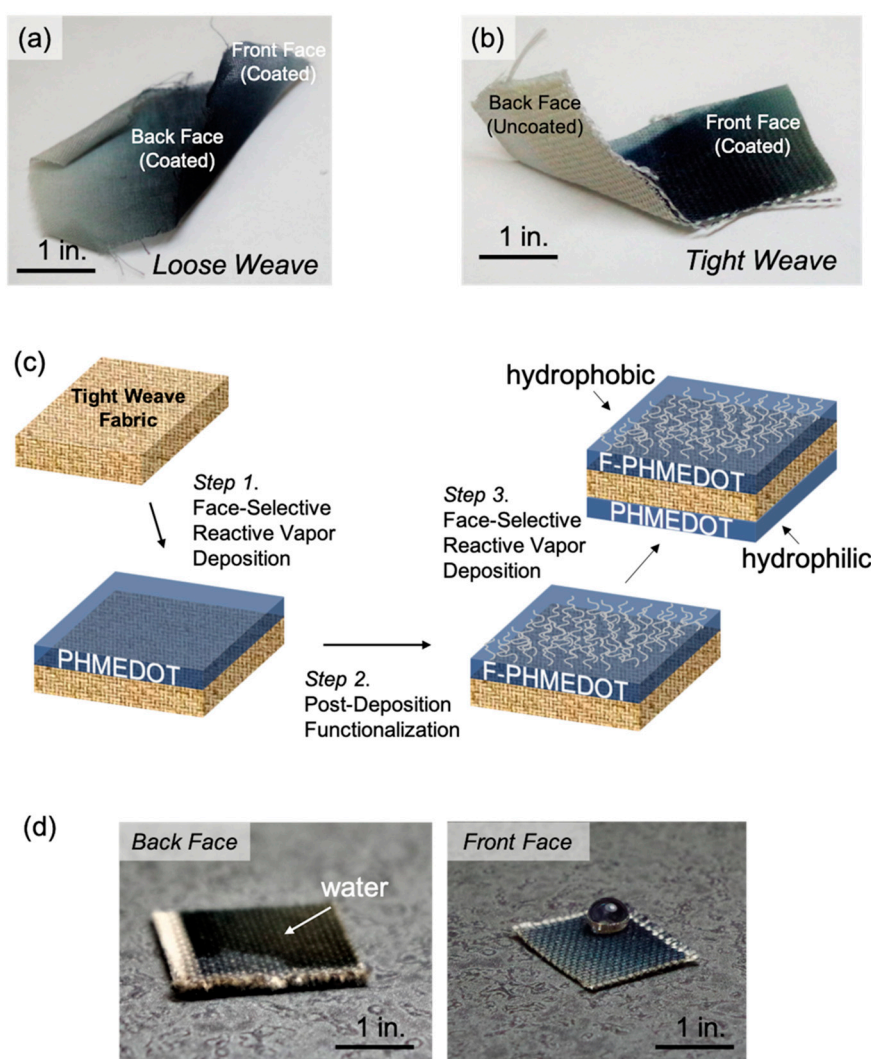 (a)
Front Face
(Coated)
Back Face
(Coated)
1 in.
Loose Weave
(b)
Back Face
(Uncoated)
Front Face
(Coated)
1 in.
Tight Weave
(c)
Tight Weave
Fabric
Step 1.
Face-Selective
Reactive Vapor
Deposition
PHMEDOT
Step 2.
Post-Deposition
Functionalization
F-PHMEDOT
Step 3.
Face-Selective
Reactive Vapor
Deposition
hydrophobic
F-PHMEDOT
PHMEDOT
hydrophilic
(d)
Back Face
water
1 in.
Front Face
1 in.